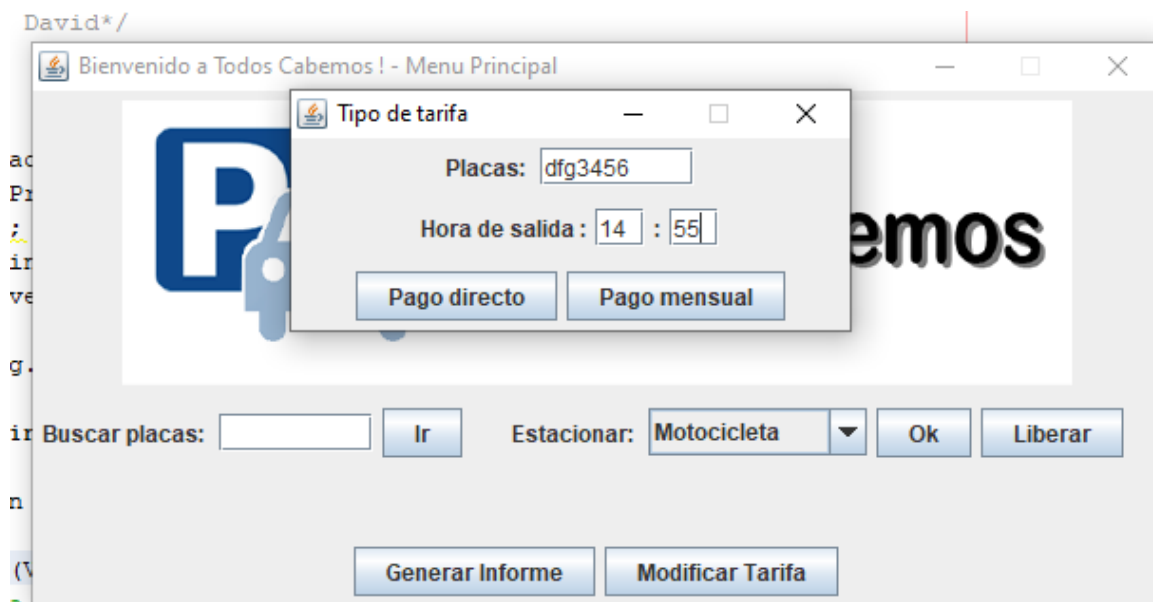 David*/
Bienvenido a Todos Cabemos ! - Menu Principal
Tipo de tarifa
Placas: dfg3456
Hora de salida : 14 : 55
Pago directo Pago mensual
P
emos
Buscar placas: Ir Estacionar: Motocicleta Ok Liberar
Generar Informe Modificar Tarifa